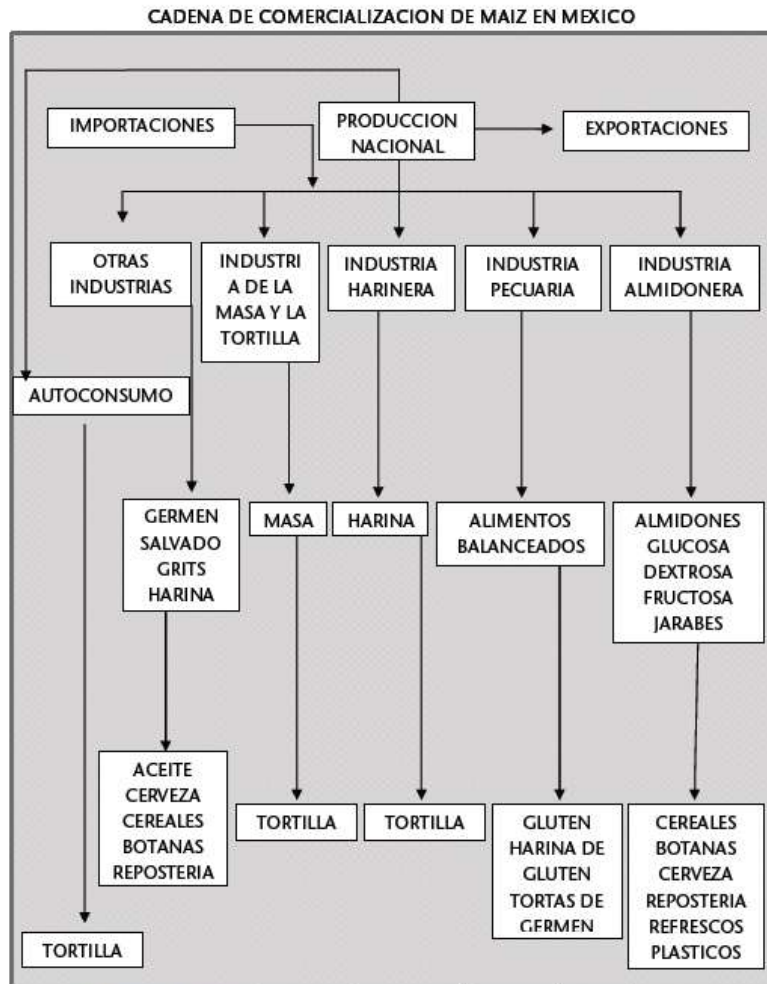 CADENA DE COMERCIALIZACION DE MAIZ EN MEXICO
IMPORTACIONES
PRODUCCION
NACIONAL
EXPORTACIONES
OTRAS
INDUSTRIAS
INDUSTRI
A DE LA
MASA Y LA
TORTILLA
INDUSTRIA
HARINERA
INDUSTRIA
PECUARIA
INDUSTRIA
ALMIDONERA
AUTOCONSUMO
GERMEN
SALVADO
GRITS
HARINA
MASA
HARINA
ALIMENTOS
BALANCEADOS
ALMIDONES
GLUCOSA
DEXTROSA
FRUCTOSA
JARABES
ACEITE
CERVEZA
CEREALES
BOTANAS
REPOSTERIA
TORTILLA
TORTILLA
GLUTEN
HARINA DE
GLUTEN
TORTAS DE
GERMEN
CEREALES
BOTANAS
CERVEZA
REPOSTERIA
REFRESCOS
PLASTICOS
TORTILLA